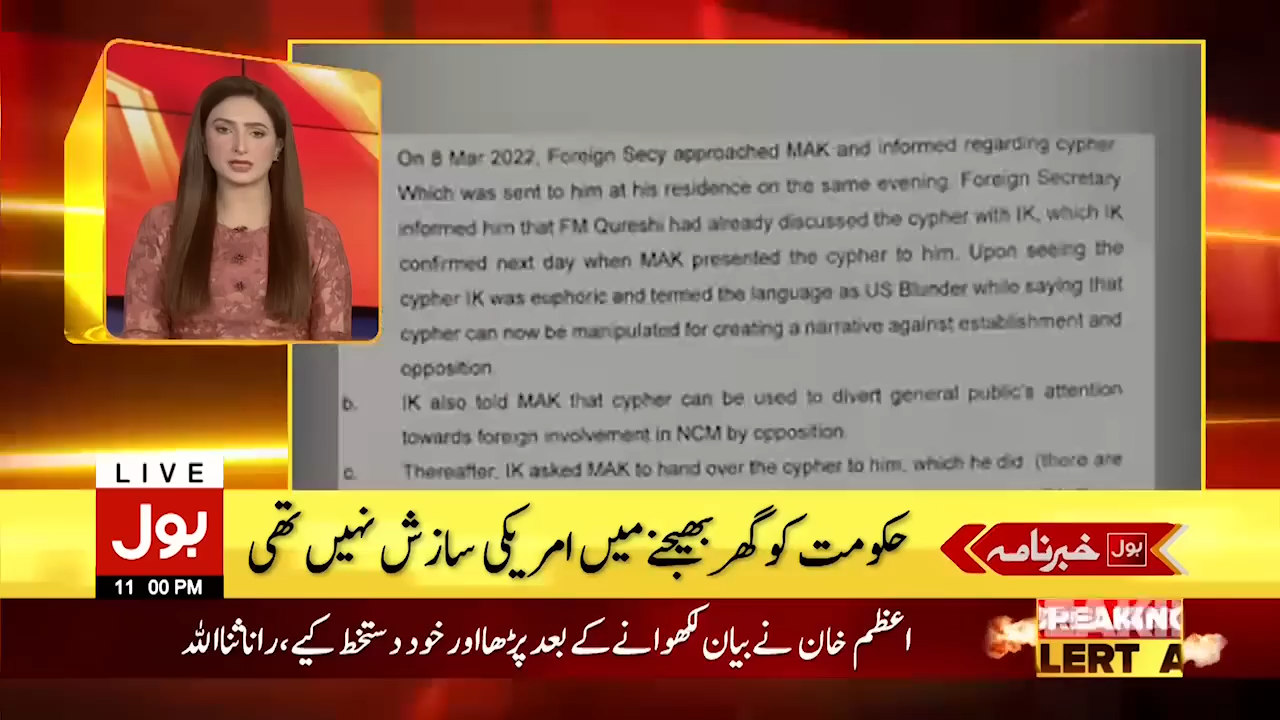 On 8 Mar 2022, Foreign Secy approached MAK and informed regarding cypher
Which was sent to him at his residence on the same evening. Foreign Secretary
informed him that FM Qureshi had already discussed the cypher with IK, which IK
confirmed next day when MAK presented the cypher to him. Upon seeing the
cypher IK was euphoric and termed the language as US Blunder while saying that
cypher can now be manipulated for creating a narrative against establishment and
opposition
b. IK also told MAK that cypher can be used to divert general public's attention
towards foreign involvement in NCM by opposition.
c. Thereafter, IK asked MAK to hand over the cypher to him, which he did (there are
LIVE
بول
11 00 PM
حکومت کو گھر بھیجنے میں امریکی سازش نہیں تھی
بول خبرنامہ
اعظم خان نے بیان لکھوانے کے بعد پڑھا اور خود دستخط کیے، رانا ثنا اللہ
BREAKING
ALERT A